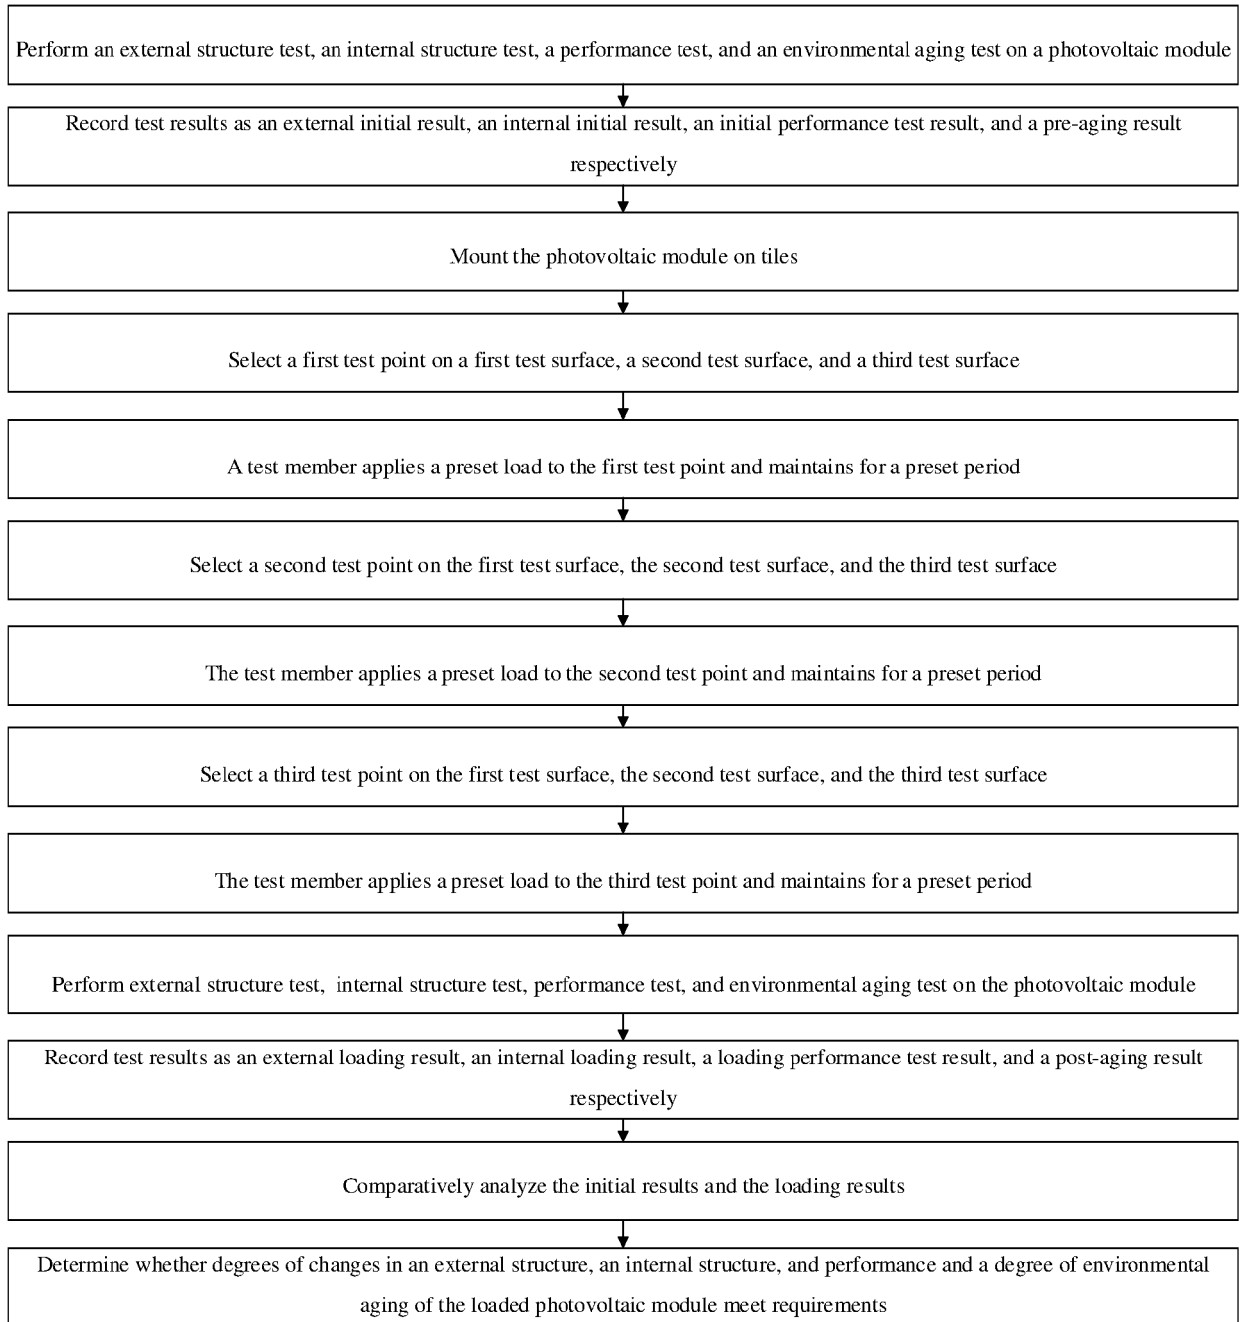 Perform an external structure test, an internal structure test, a performance test, and an environmental aging test on a photovoltaic module
Record test results as an external initial result, an internal initial result, an initial performance test result, and a pre-aging result
respectively
Mount the photovoltaic module on tiles
Select a first test point on a first test surface, a second test surface, and a third test surface
A test member applies a preset load to the first test point and maintains for a preset period
Select a second test point on the first test surface, the second test surface, and the third test surface
The test member applies a preset load to the second test point and maintains for a preset period
Select a third test point on the first test surface, the second test surface, and the third test surface
The test member applies a preset load to the third test point and maintains for a preset period
Perform external structure test, internal structure test, performance test, and environmental aging test on the photovoltaic module
Record test results as an external loading result, an internal loading result, a loading performance test result, and a post-aging result
respectively
Comparatively analyze the initial results and the loading results
Determine whether degrees of changes in an external structure, an internal structure, and performance and a degree of environmental
aging of the loaded photovoltaic module meet requirements